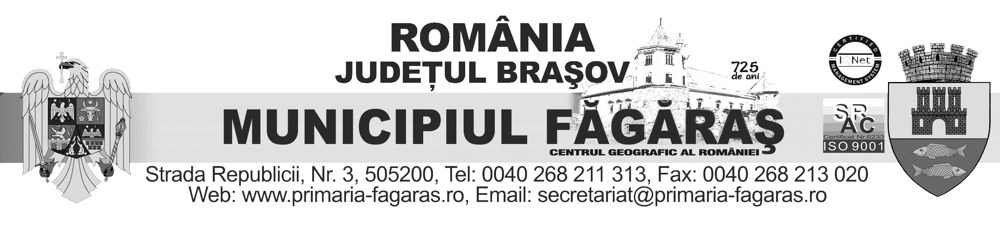 ROMÂNIA
JUDEȚUL BRAŞOV
725
de ani
MUNICIPIUL FĂGĂRAŞ
CENTRUL GEOGRAFIC AL ROMÂNIEI
Strada Republicii, Nr. 3, 505200, Tel: 0040 268 211 313, Fax: 0040 268 213 020
Web: www.primaria-fagaras.ro, Email: secretariat@primaria-fagaras.ro
CERTIFIED
IQNet
MANAGEMENT SYSTEM
SR
AC
Certificat Nr.6233
ISO 9001